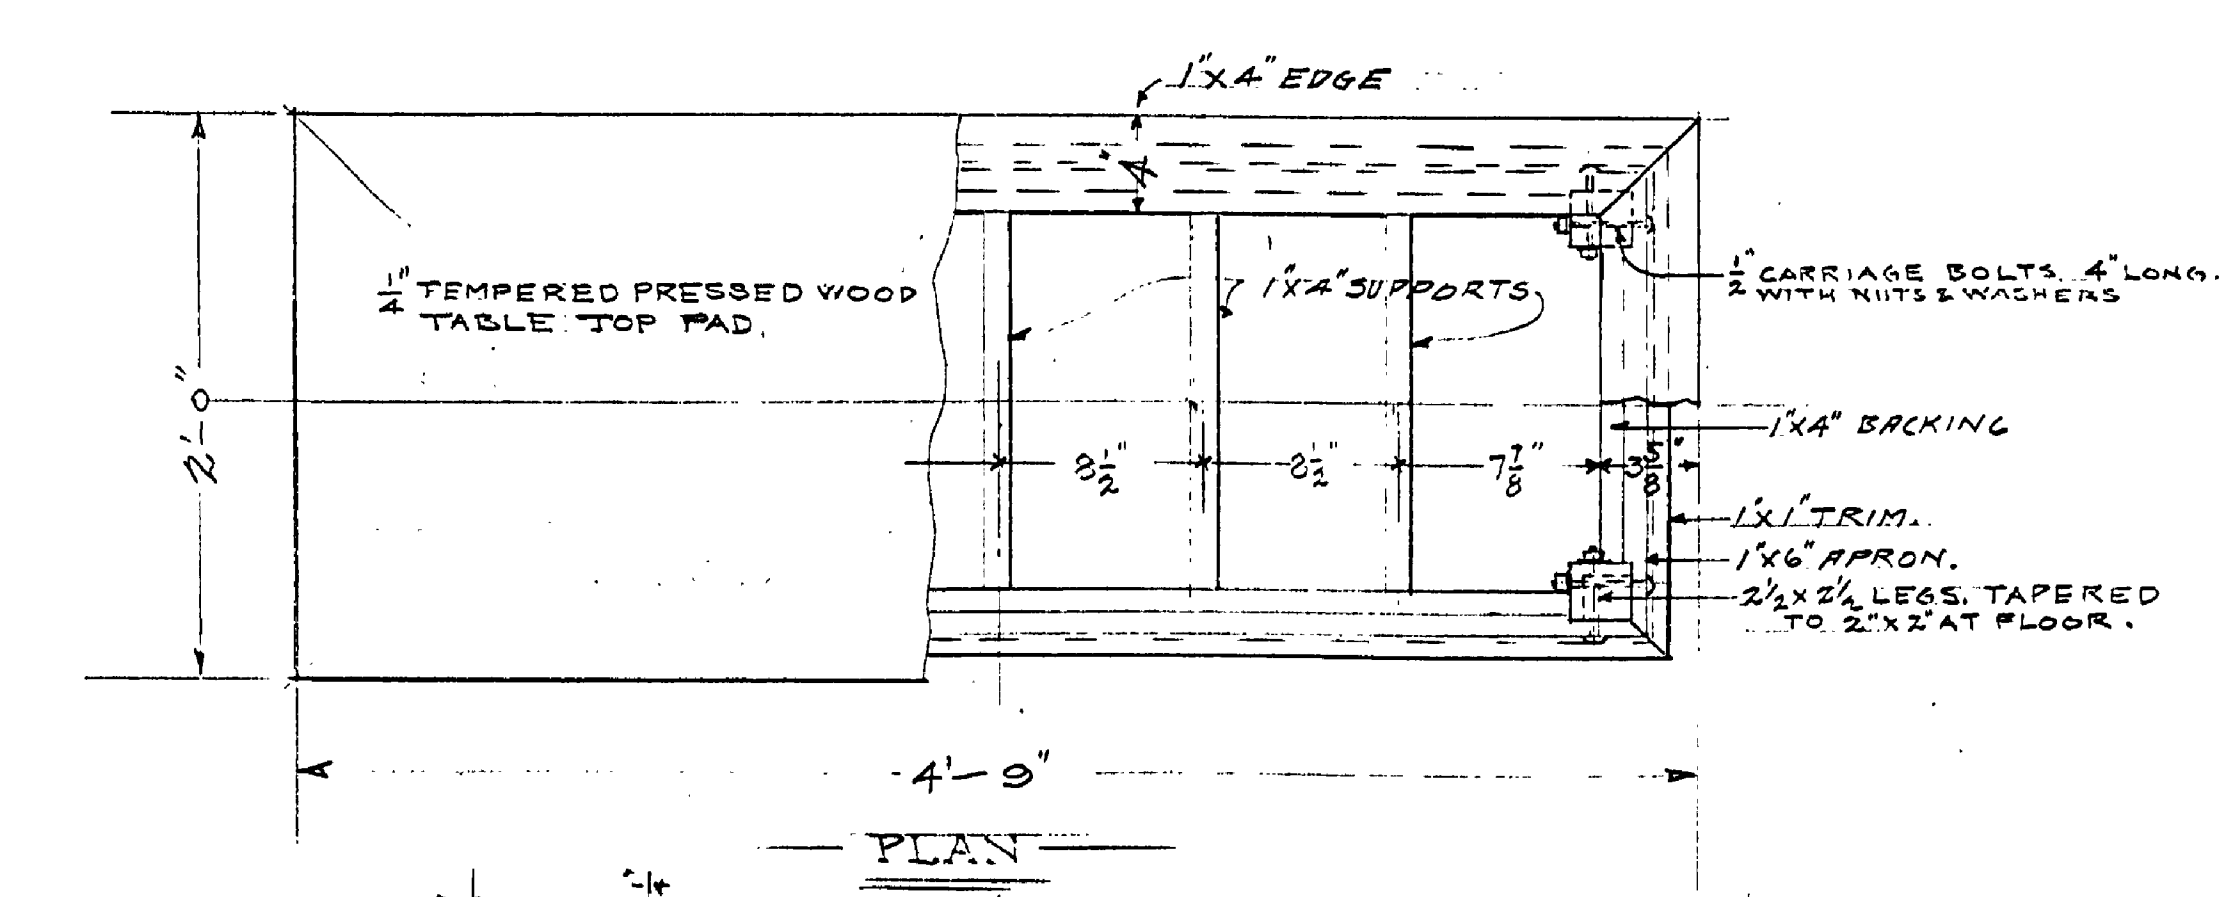 1"X4" EDGE
4"
1/4" TEMPERED PRESSED WOOD
TABLE TOP PAD.
1"X4" SUPPORTS
1/2" CARRIAGE BOLTS 4" LONG.
WITH NUTS & WASHERS
2'-0"
1"X4" BACKING
8 1/2"
8 1/2"
7 7/8"
3 5/8"
1"X1" TRIM.
1"X6" APRON.
2 1/2 X 2 1/2 LEGS. TAPERED
TO 2"X2" AT FLOOR.
4'-9"
PLAN